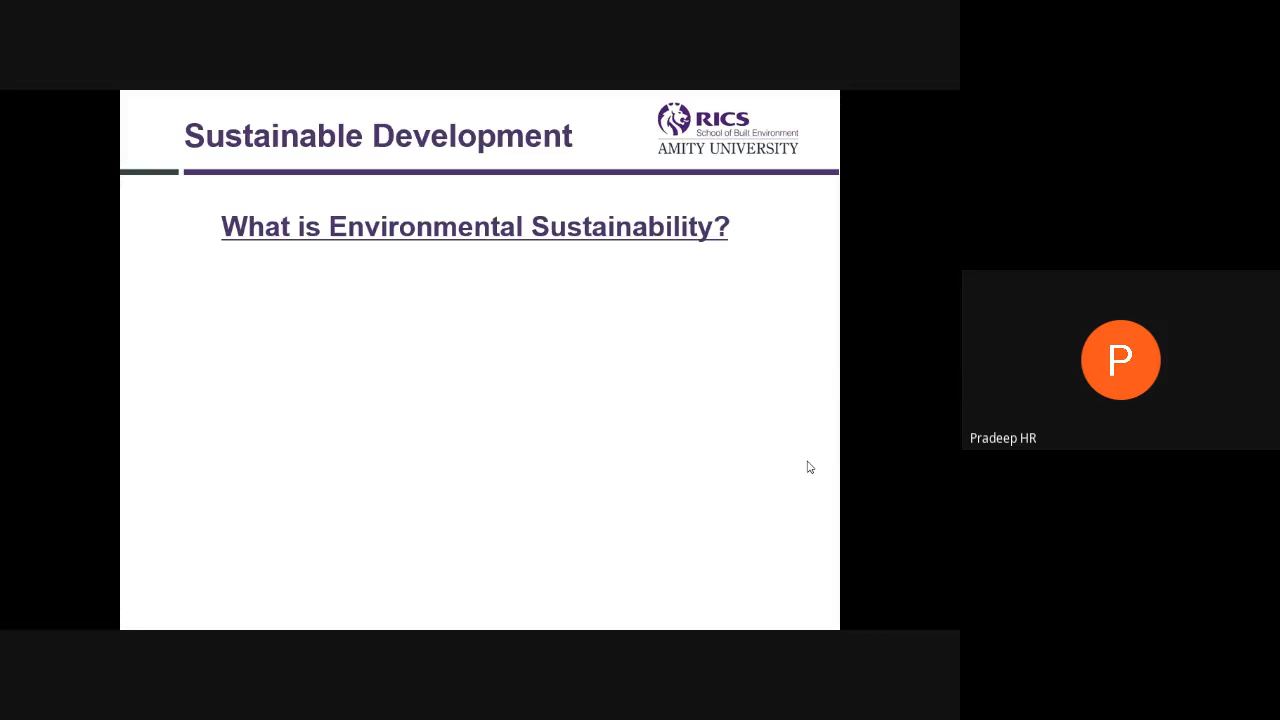 Sustainable Development
RICS
School of Built Environment
AMITY UNIVERSITY
What is Environmental Sustainability?
P
Pradeep HR